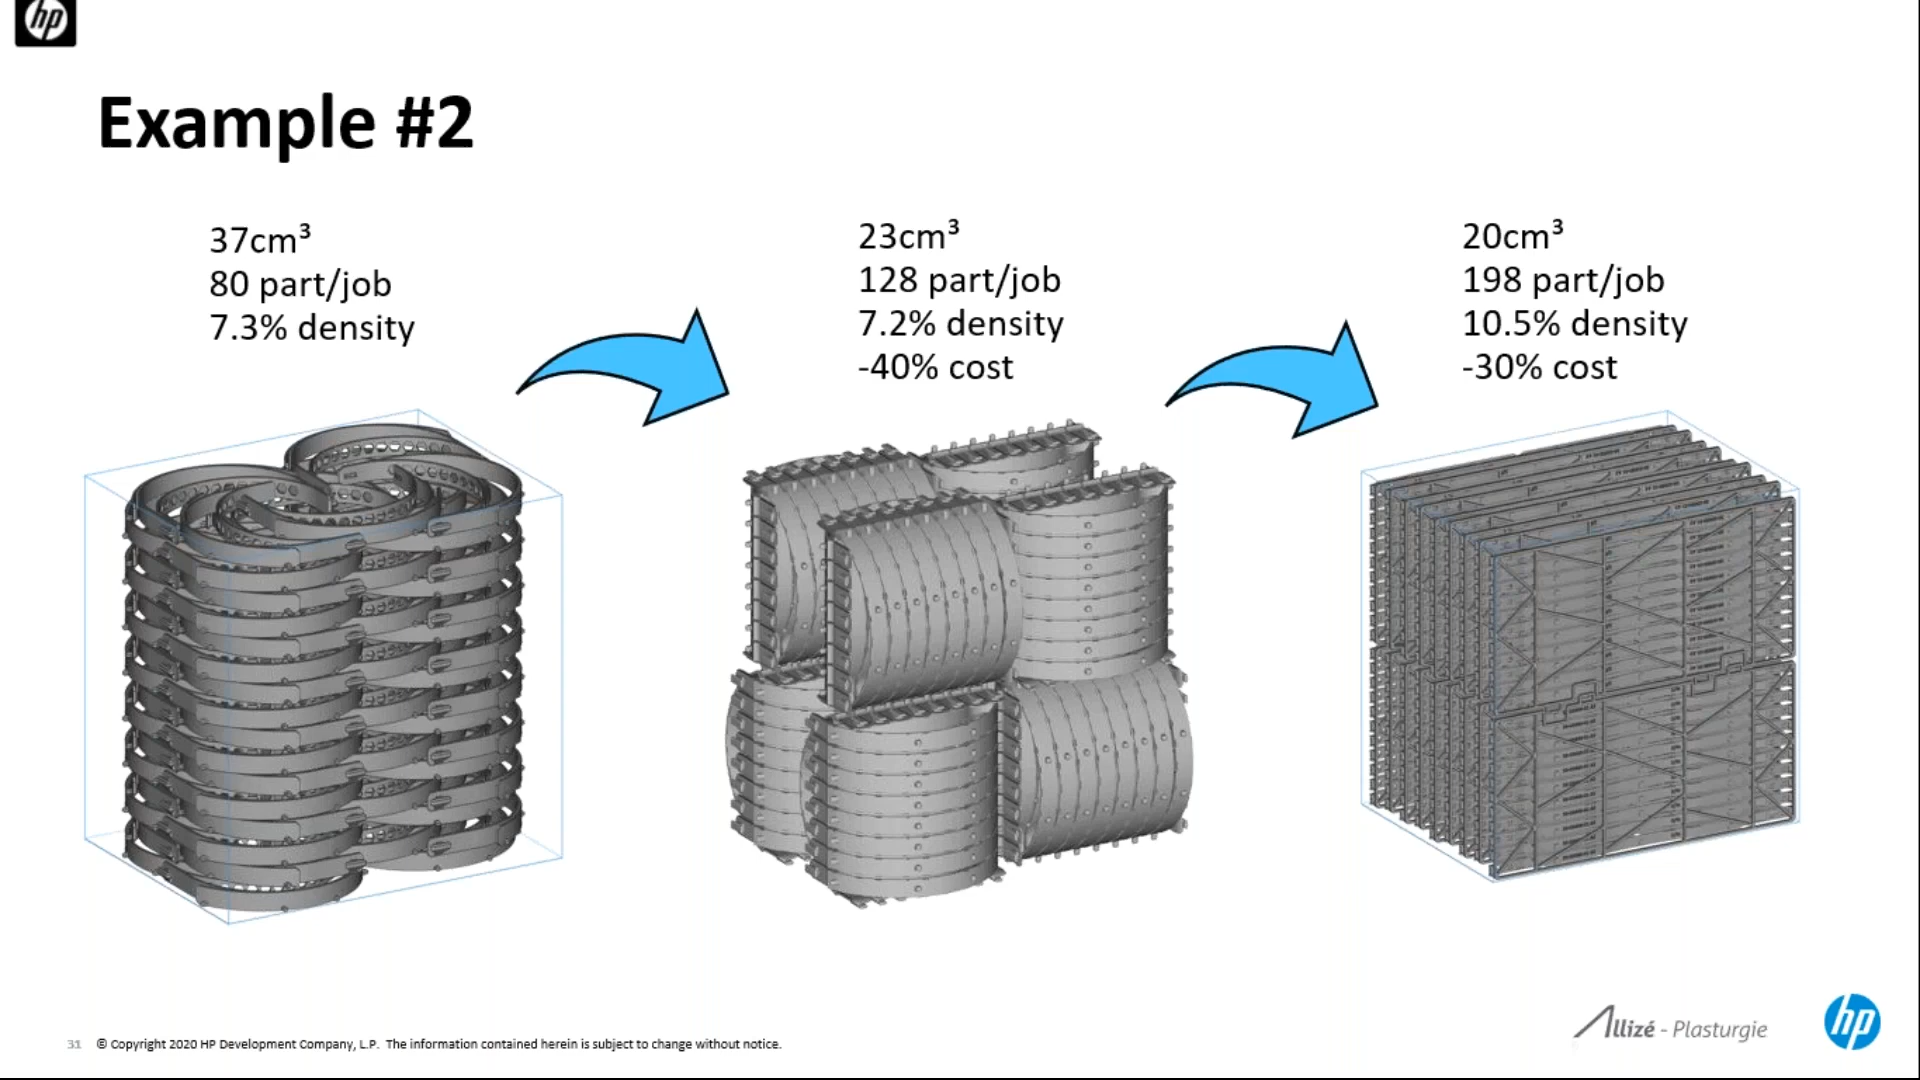 hp
Example #2
37cm³
80 part/job
7.3% density
23cm³
128 part/job
7.2% density
-40% cost
20cm³
198 part/job
10.5% density
-30% cost
31 © Copyright 2020 HP Development Company, L.P. The information contained herein is subject to change without notice.
Allizé - Plasturgie
hp